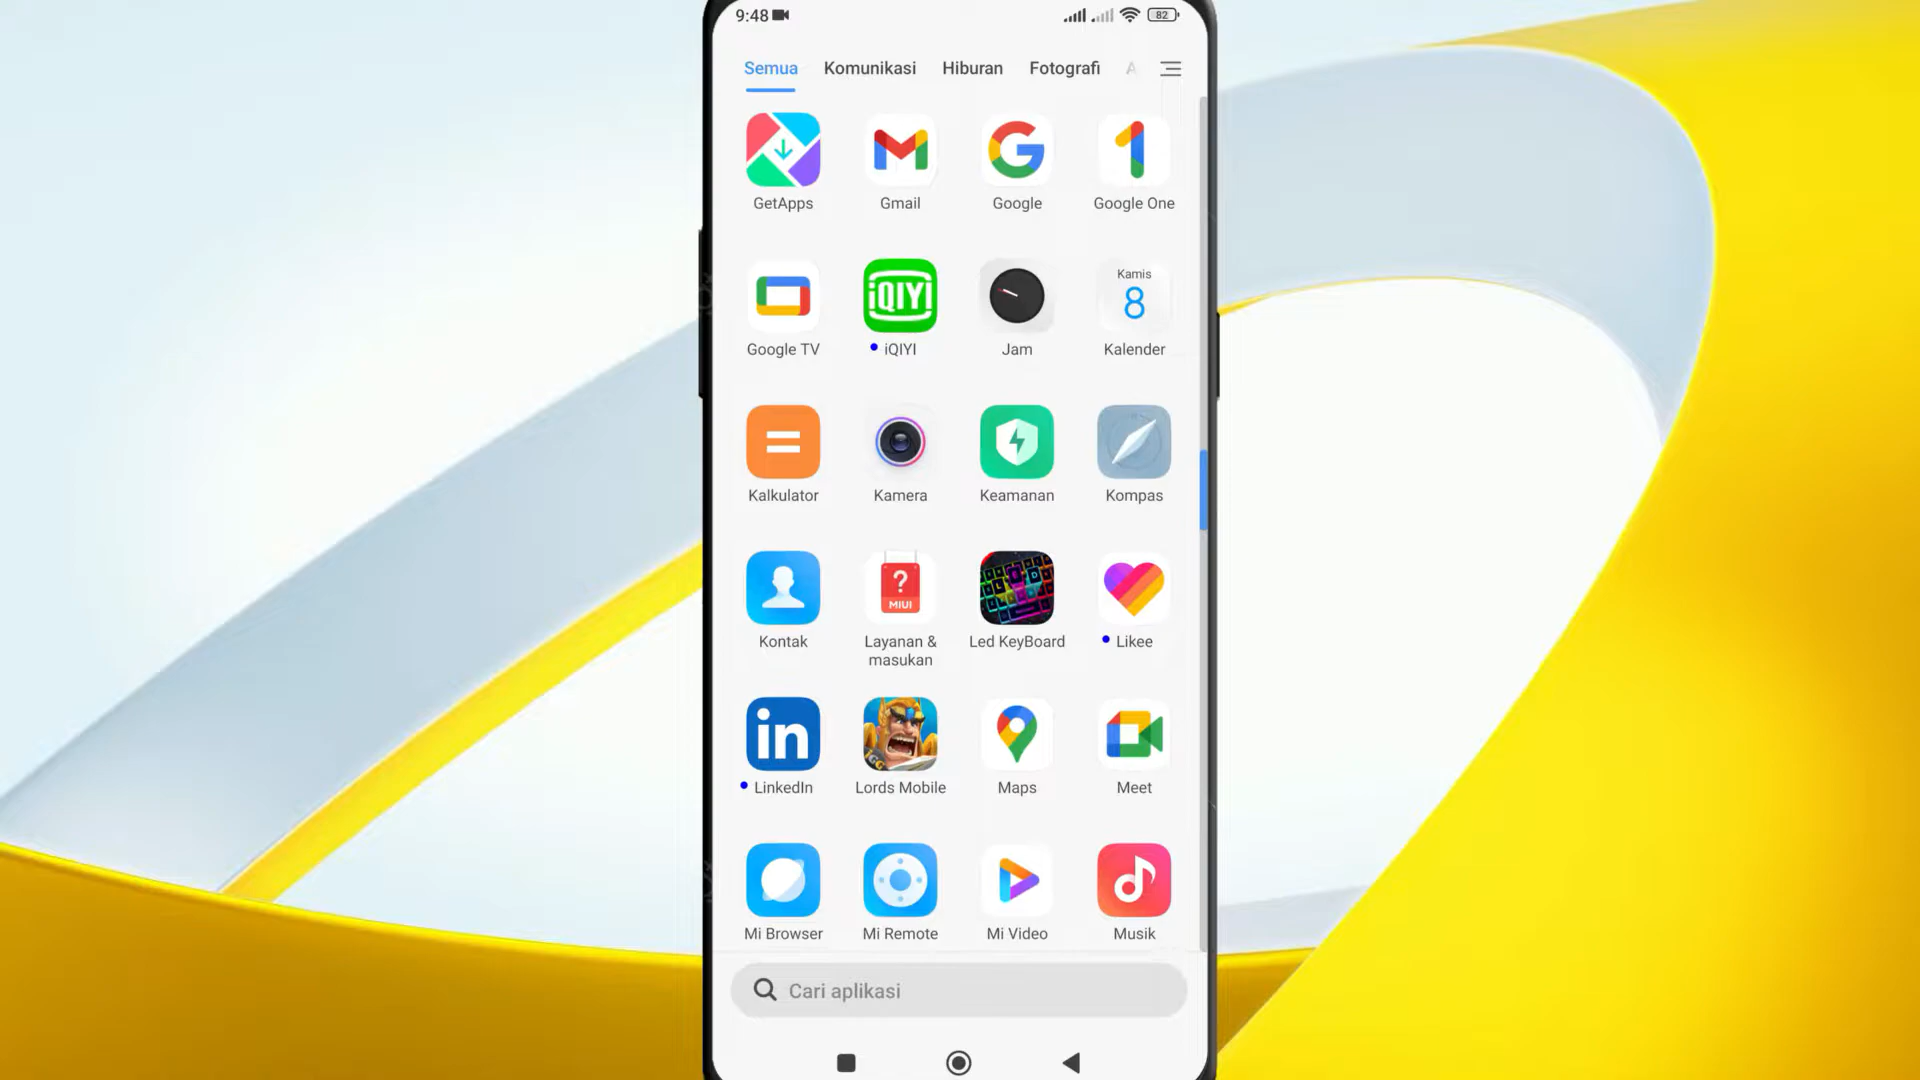 9:48
82
Semua Komunikasi Hiburan Fotografi A
GetApps Gmail Google Google One
iQIYI
Kamis
8
Google TV iQIYI Jam Kalender
Kalkulator Kamera Keamanan Kompas
?
MIUI
Kontak Layanan & Led KeyBoard Likee
masukan
in
IGG
LinkedIn Lords Mobile Maps Meet
Mi Browser Mi Remote Mi Video Musik
Cari aplikasi